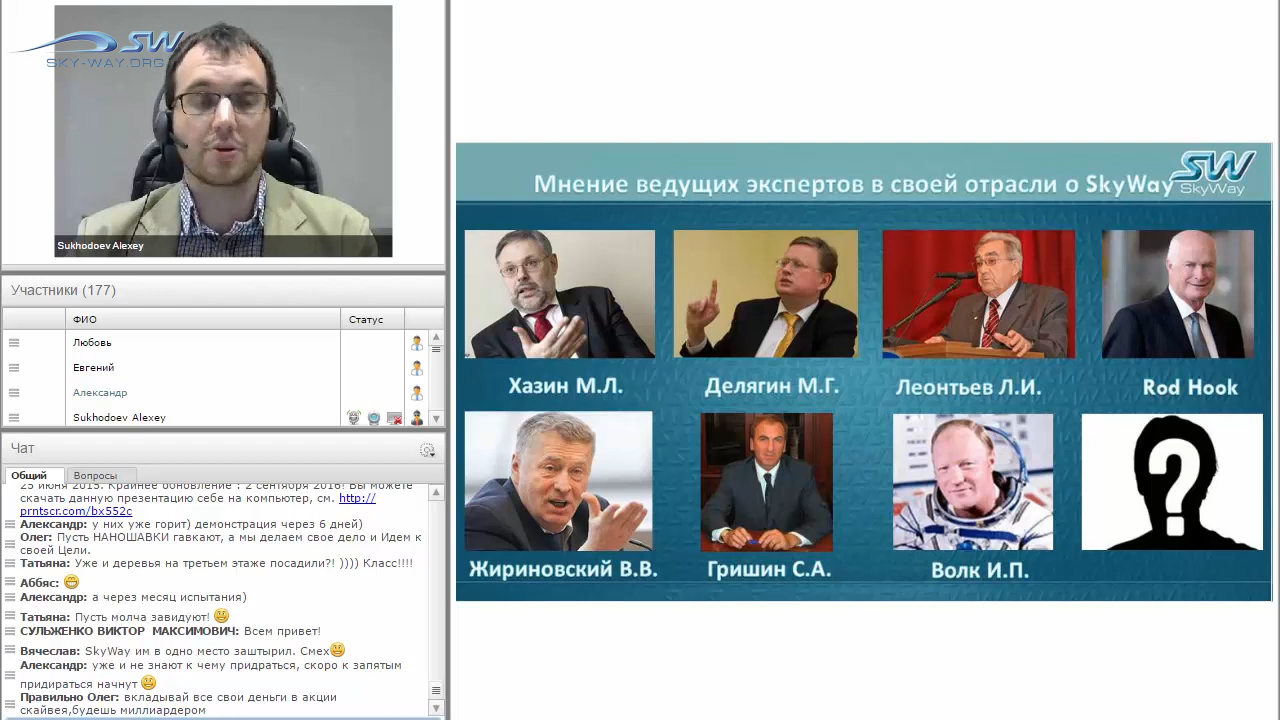 SW
SKY-WAY.ORG
Sukhodoev Alexey
Участники (177)
ФИО
Статус
Любовь
Евгений
Александр
Sukhodoev Alexey
Чат
Общий
Вопросы
25 июня 2015. Крайнее обновление : 2 сентября 2016! Вы можете
скачать данную презентацию себе на компьютер, см. http://
prntscr.com/bx552c
Александр: у них уже горит) демонстрация через 6 дней)
Олег: Пусть НАНОШАВКИ гавкают, а мы делаем свое дело и Идем к
своей Цели.
Татьяна: Уже и деревья на третьем этаже посадили?! )))) Класс!!!!
Аббяс:
Александр: а через месяц испытания)
Татьяна: Пусть молча завидуют!
СУЛЬЖЕНКО ВИКТОР МАКСИМОВИЧ: Всем привет!
Вячеслав: SkyWay им в одно место заштырил. Смех
Александр: уже и не знают к чему придраться, скоро к запятым
придираться начнут
Правильно Олег: вкладывай все свои деньги в акции
скайвея,будешь миллиардером
Мнение ведущих экспертов в своей отрасли о SkyWay
SW
SkyWay
Хазин М.Л.
Делягин М.Г.
Леонтьев Л.И.
Rod Hook
Жириновский В.В.
Гришин С.А.
Волк И.П.
?